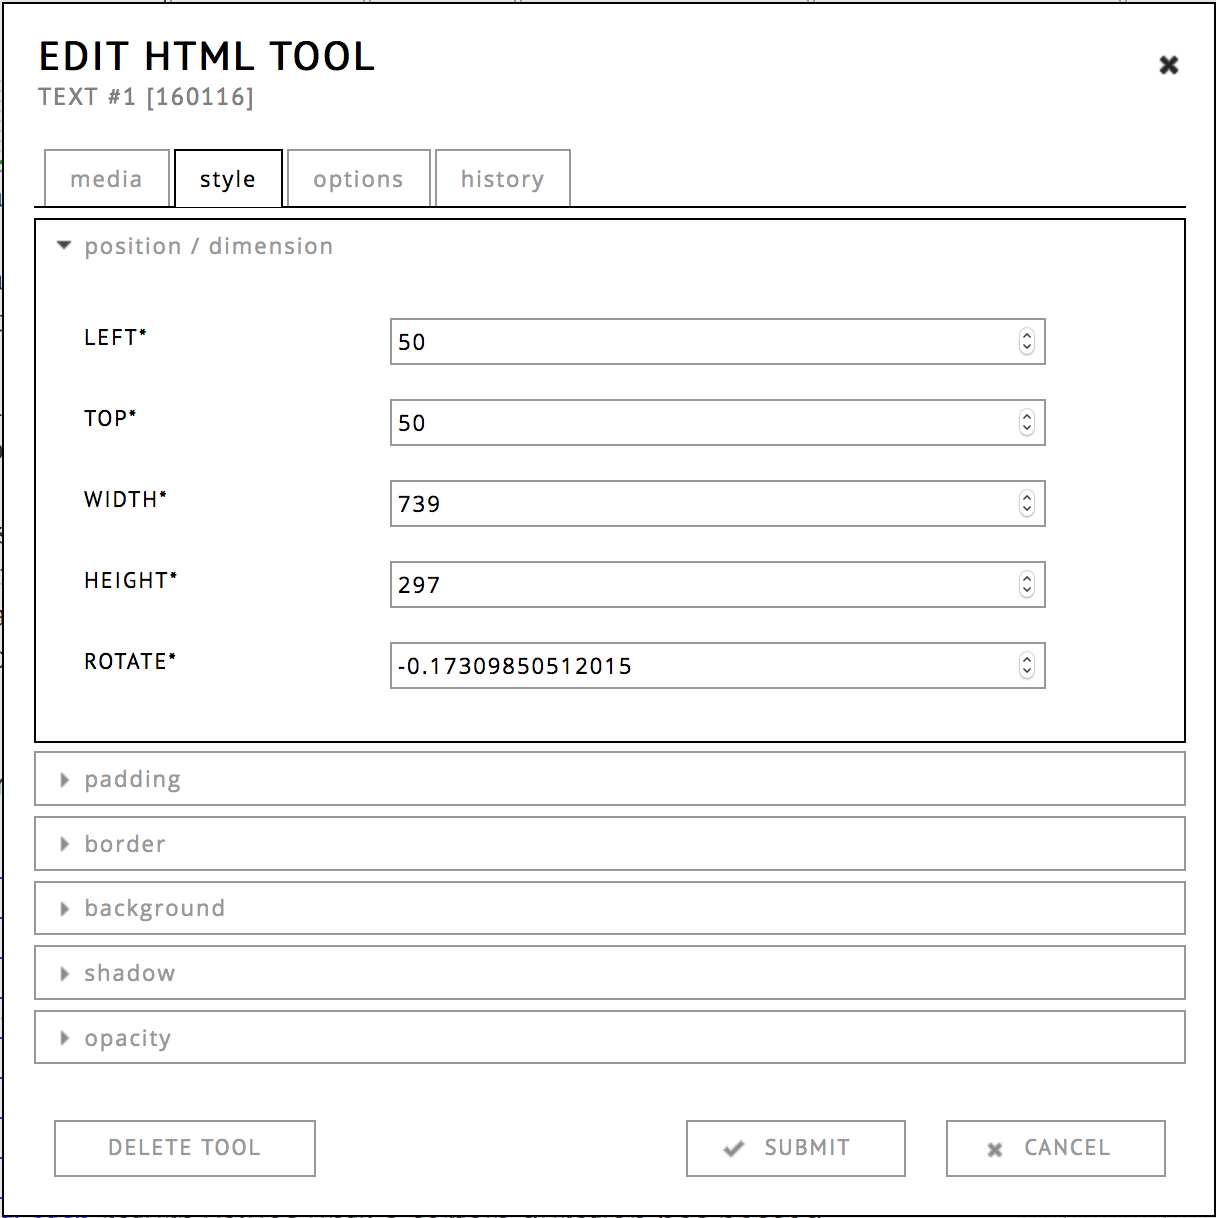 EDIT HTML TOOL
TEXT #1 [160116]
media style options history
position / dimension
LEFT* 50
TOP* 50
WIDTH* 739
HEIGHT* 297
ROTATE* -0.17309850512015
padding
border
background
shadow
opacity
DELETE TOOL SUBMIT CANCEL